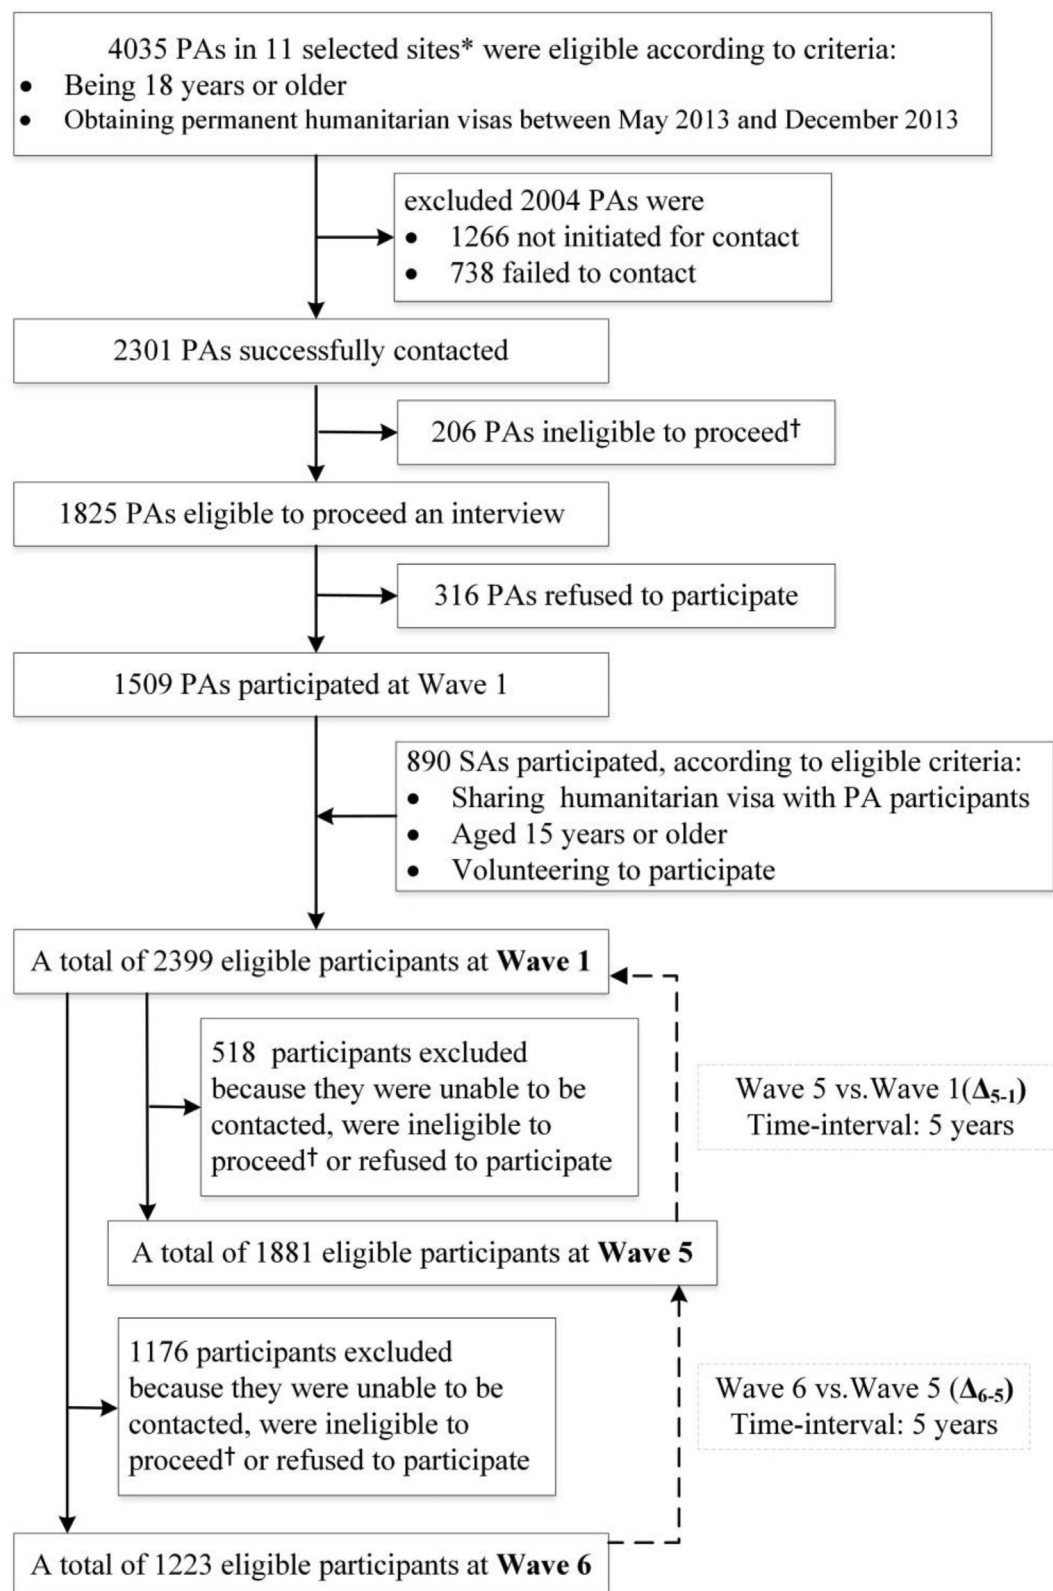 4035 PAs in 11 selected sites* were eligible according to criteria:
• Being 18 years or older
• Obtaining permanent humanitarian visas between May 2013 and December 2013
excluded 2004 PAs were
• 1266 not initiated for contact
• 738 failed to contact
2301 PAs successfully contacted
206 PAs ineligible to proceed†
1825 PAs eligible to proceed an interview
316 PAs refused to participate
1509 PAs participated at Wave 1
890 SAs participated, according to eligible criteria:
• Sharing humanitarian visa with PA participants
• Aged 15 years or older
• Volunteering to participate
A total of 2399 eligible participants at Wave 1
518 participants excluded
because they were unable to be
contacted, were ineligible to
proceed† or refused to participate
Wave 5 vs.Wave 1(Δ5-1)
Time-interval: 5 years
A total of 1881 eligible participants at Wave 5
1176 participants excluded
because they were unable to be
contacted, were ineligible to
proceed† or refused to participate
Wave 6 vs.Wave 5 (Δ6-5)
Time-interval: 5 years
A total of 1223 eligible participants at Wave 6